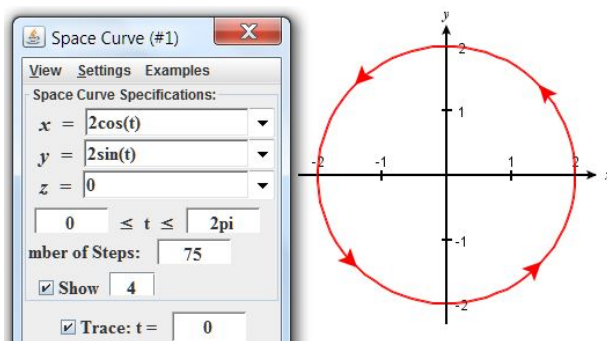 Space Curve (#1)
View Settings Examples
Space Curve Specifications:
x = 2cos(t)
y = 2sin(t)
z = 0
0 ≤ t ≤ 2pi
mber of Steps: 75
Show 4
Trace: t = 0
y
2
1
-2 -1 1 2
x
-1
-2